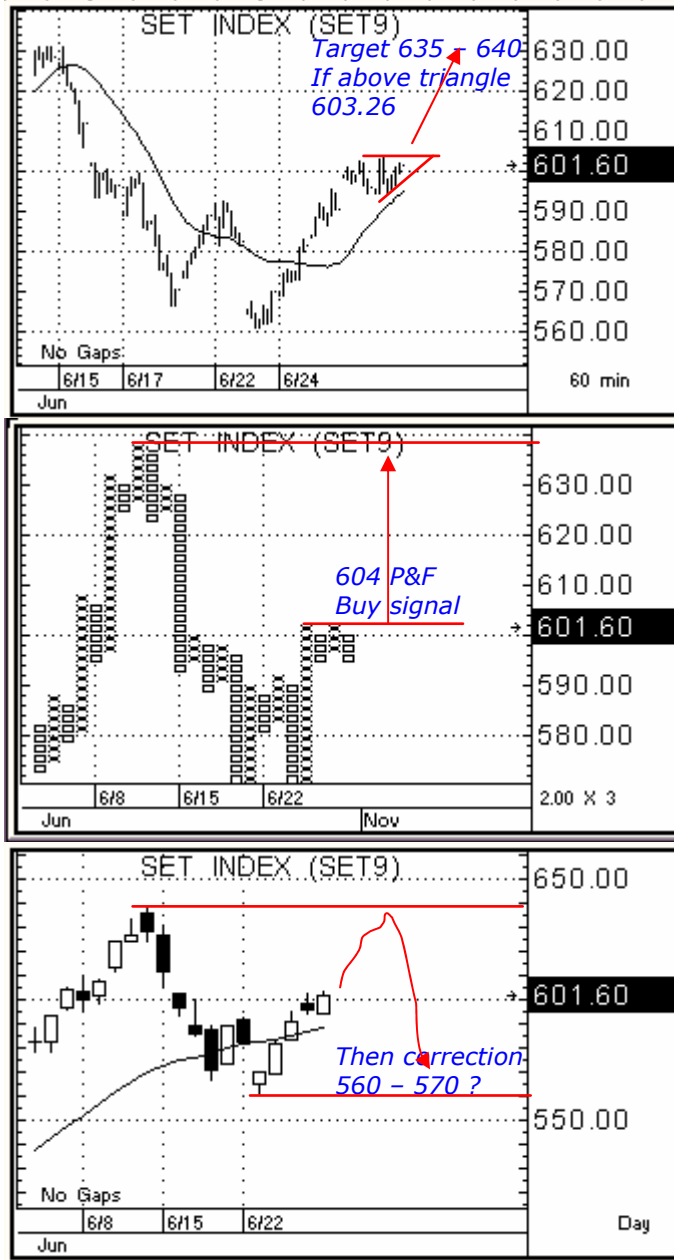 SET INDEX (SET9)
Target 635 – 640
If above triangle
603.26
630.00
620.00
610.00
601.60
590.00
580.00
570.00
560.00
No Gaps
6/15 6/17 6/22 6/24
60 min
Jun
SET INDEX (SET9)
630.00
620.00
604 P&F
Buy signal
610.00
601.60
590.00
580.00
6/8 6/15 6/22
2.00 X 3
Jun Nov
SET INDEX (SET9)
650.00
601.60
Then correction
560 – 570 ?
550.00
No Gaps
6/8 6/15 6/22
Day
Jun